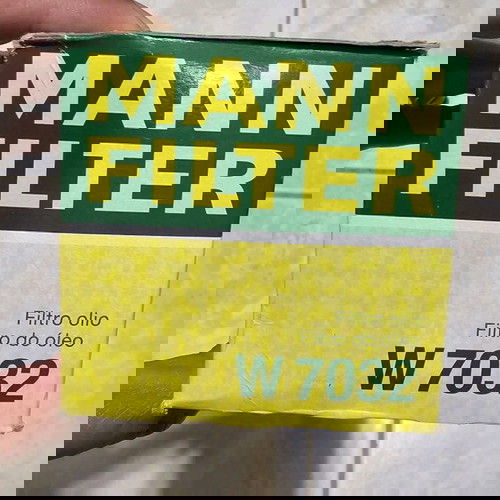 MANN
FILTER
Filtro olio
Filtro do óleo
W 7032
W 7032